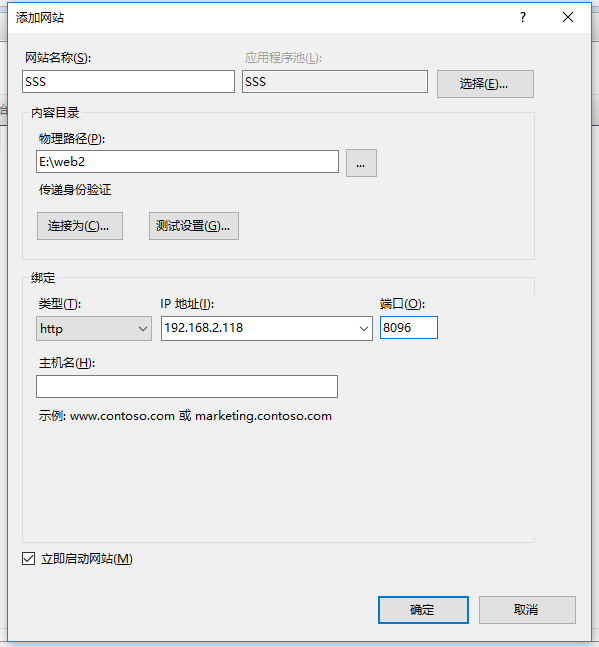 添加网站
?
网站名称(S):
应用程序池(L):
SSS
SSS
选择(E)...
内容目录
物理路径(P):
E:\web2
...
传递身份验证
连接为(C)...
测试设置(G)...
绑定
类型(T):
IP 地址(I):
端口(O):
http
192.168.2.118
8096
主机名(H):
示例: www.contoso.com 或 marketing.contoso.com
立即启动网站(M)
确定
取消